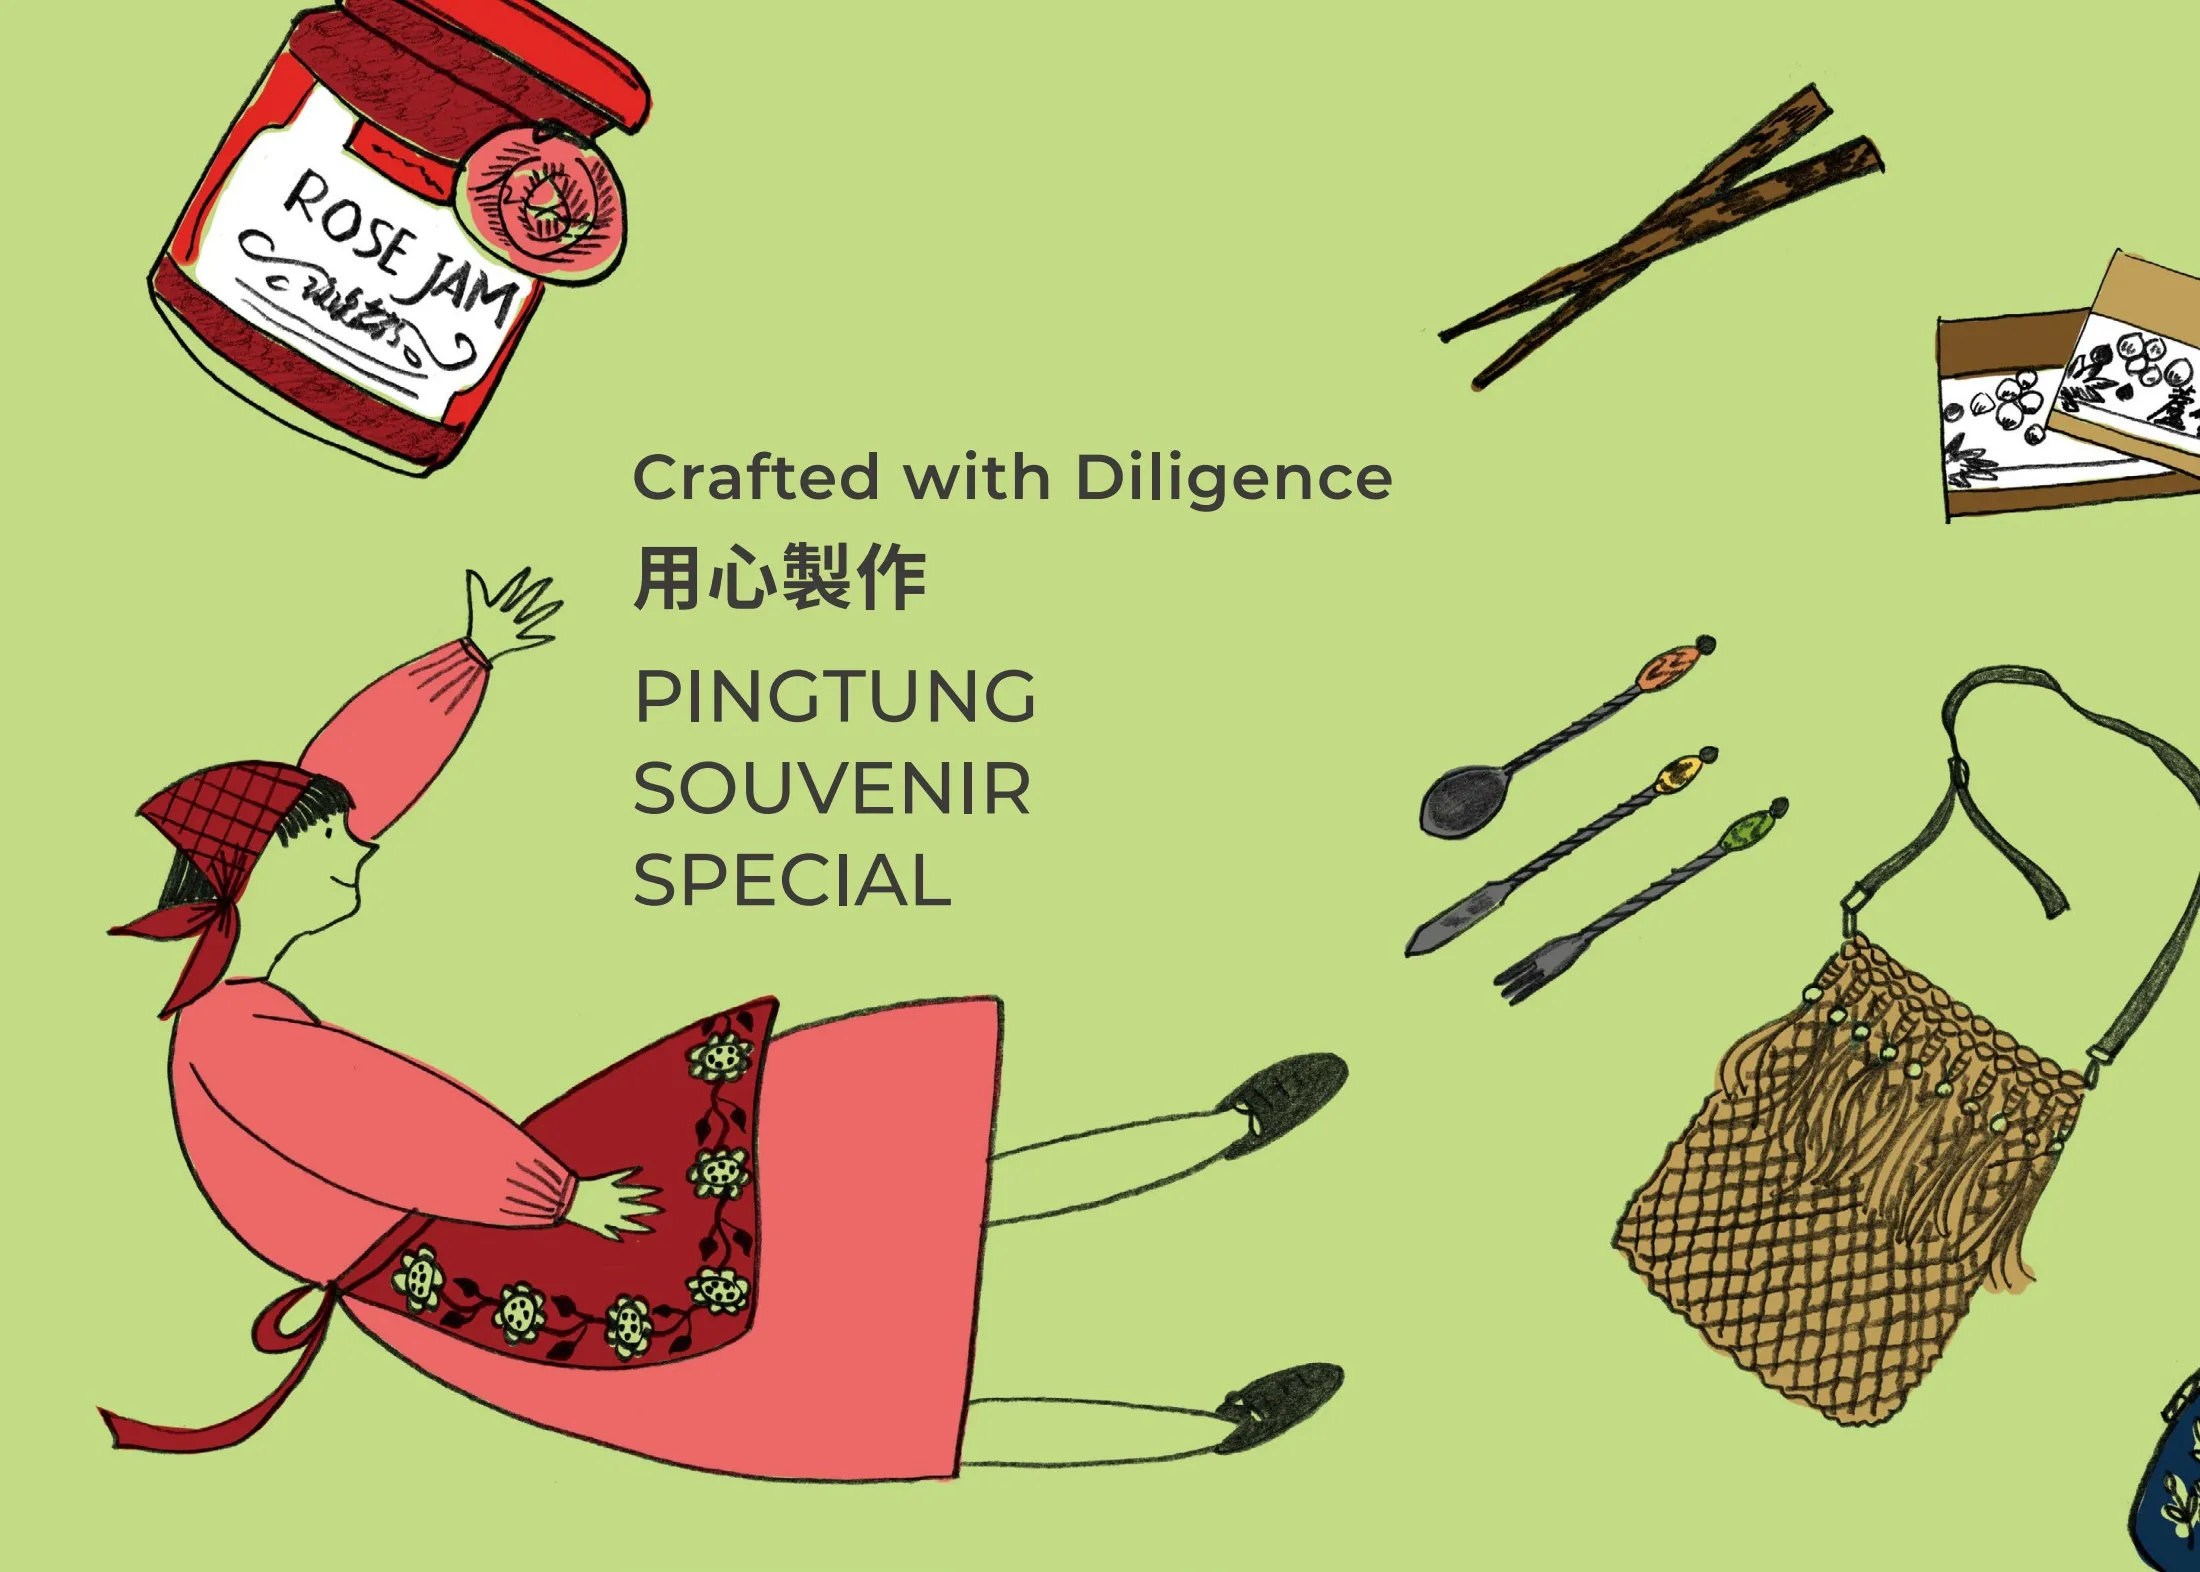 ROSE JAM
Crafted with Diligence
用心製作
PINGTUNG
SOUVENIR
SPECIAL